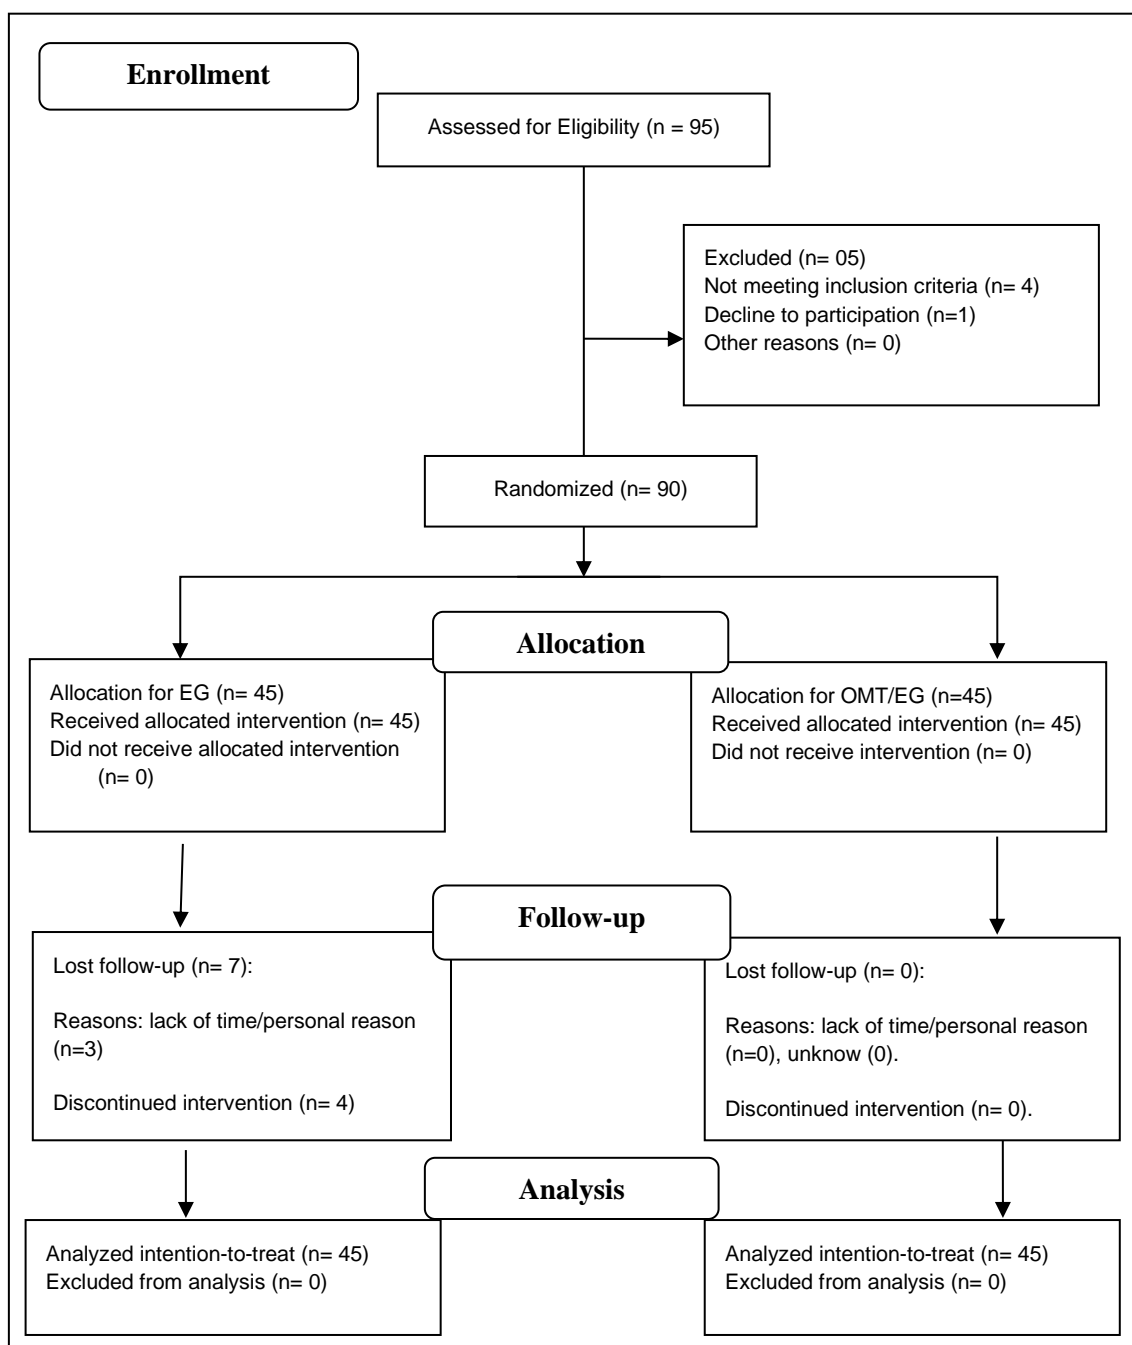 Enrollment
Assessed for Eligibility (n = 95)
Excluded (n= 05)
Not meeting inclusion criteria (n= 4)
Decline to participation (n=1)
Other reasons (n= 0)
Randomized (n= 90)
Allocation
Allocation for EG (n= 45)
Received allocated intervention (n= 45)
Did not receive allocated intervention
(n= 0)
Allocation for OMT/EG (n=45)
Received allocated intervention (n= 45)
Did not receive intervention (n= 0)
Follow-up
Lost follow-up (n= 7):
Reasons: lack of time/personal reason
(n=3)
Discontinued intervention (n= 4)
Lost follow-up (n= 0):
Reasons: lack of time/personal reason
(n=0), unknow (0).
Discontinued intervention (n= 0).
Analysis
Analyzed intention-to-treat (n= 45)
Excluded from analysis (n= 0)
Analyzed intention-to-treat (n= 45)
Excluded from analysis (n= 0)